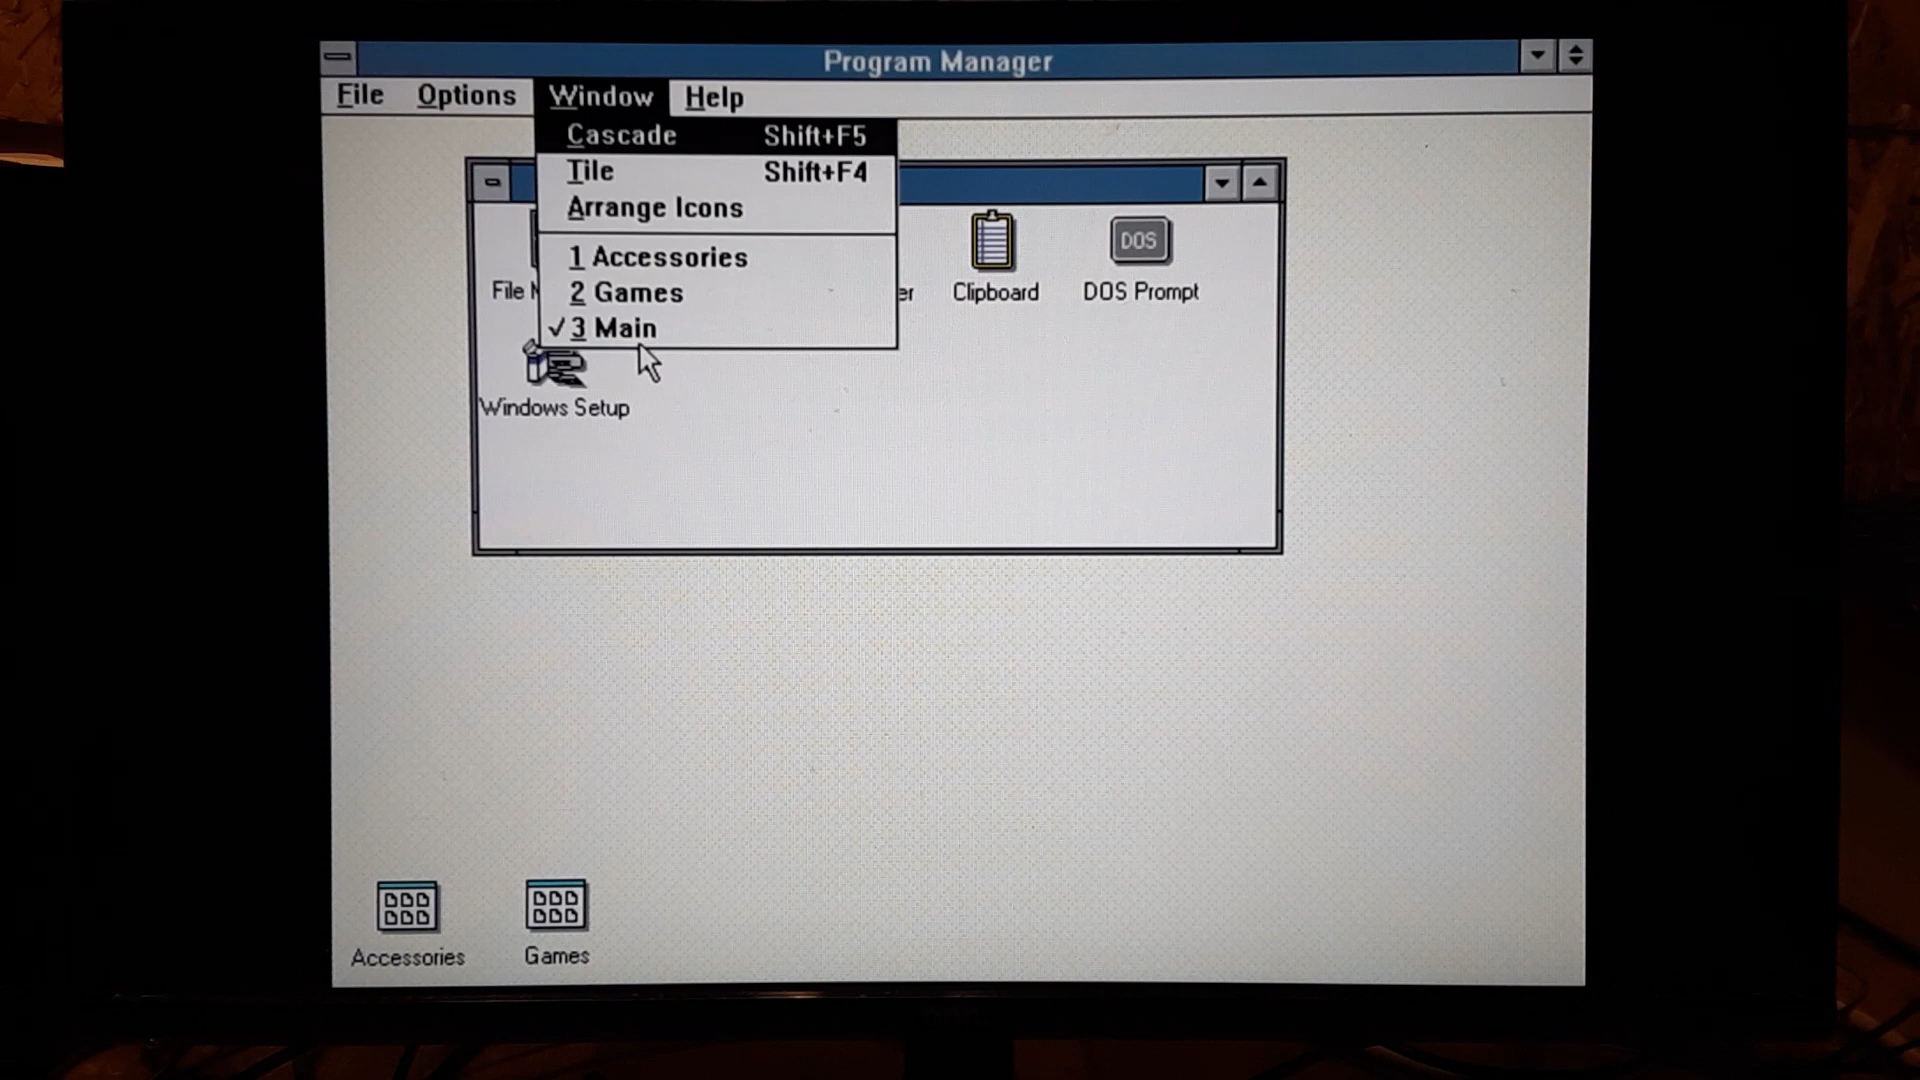 Program Manager
File Options Window Help
Cascade Shift+F5
Tile Shift+F4
Arrange Icons
1 Accessories
2 Games
✓ 3 Main
DOS
File
Clipboard
DOS Prompt
Windows Setup
Accessories
Games